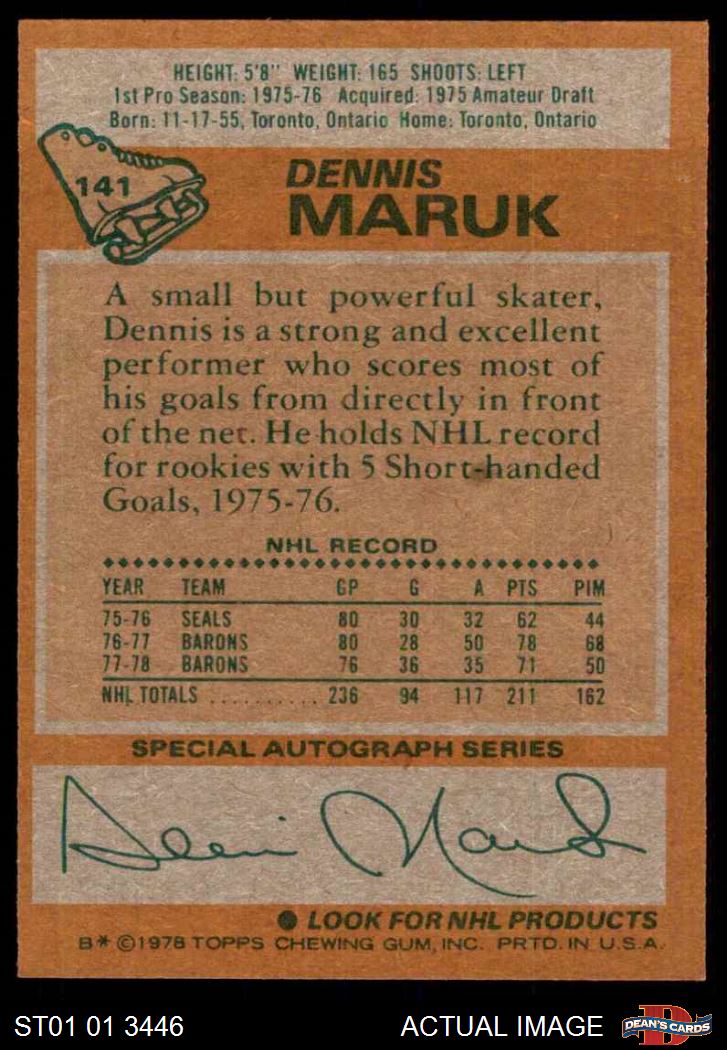 HEIGHT: 5'8" WEIGHT: 165 SHOOTS: LEFT
1st Pro Season: 1975-76 Acquired: 1975 Amateur Draft
Born: 11-17-55, Toronto, Ontario Home: Toronto, Ontario
141
DENNIS
MARUK
A small but powerful skater,
Dennis is a strong and excellent
performer who scores most of
his goals from directly in front
of the net. He holds NHL record
for rookies with 5 Short-handed
Goals, 1975-76.
NHL RECORD
YEAR TEAM GP G A PTS PIM
75-76 SEALS 80 30 32 62 44
76-77 BARONS 80 28 50 78 68
77-78 BARONS 76 36 35 71 50
NHL TOTALS .......... 236 94 117 211 162
SPECIAL AUTOGRAPH SERIES
Dennis Maruk
● LOOK FOR NHL PRODUCTS
B* ©1978 TOPPS CHEWING GUM, INC. PRTD. IN U.S.A.
ST01 01 3446 ACTUAL IMAGE D DEAN'S CARDS